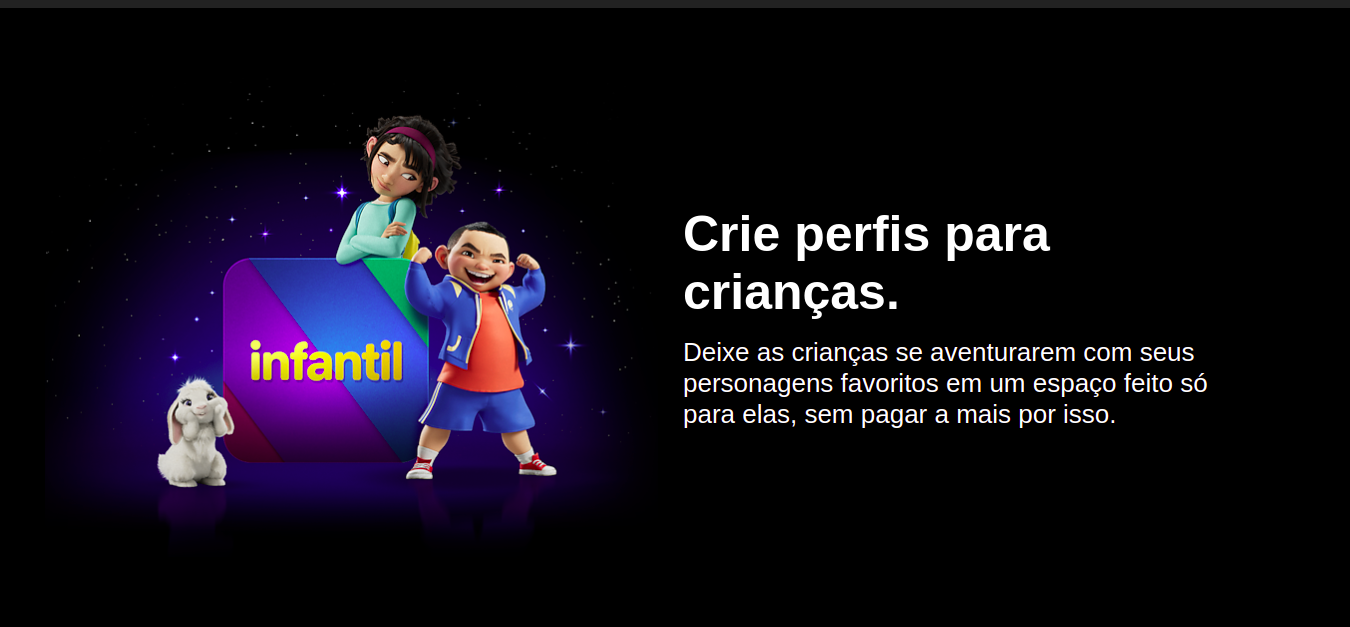 infantil
Crie perfis para
crianças.
Deixe as crianças se aventurarem com seus
personagens favoritos em um espaço feito só
para elas, sem pagar a mais por isso.